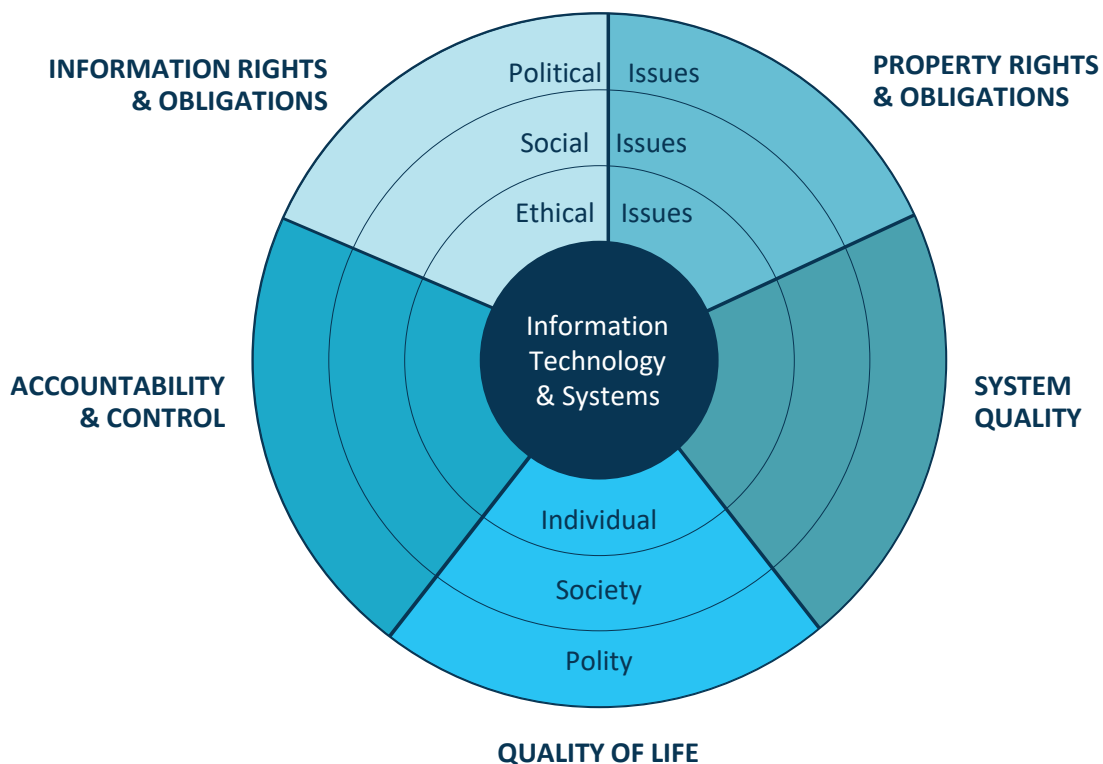 INFORMATION RIGHTS
& OBLIGATIONS
PROPERTY RIGHTS
& OBLIGATIONS
Political Issues
Social Issues
Ethical Issues
Information
Technology
& Systems
ACCOUNTABILITY
& CONTROL
SYSTEM
QUALITY
Individual
Society
Polity
QUALITY OF LIFE